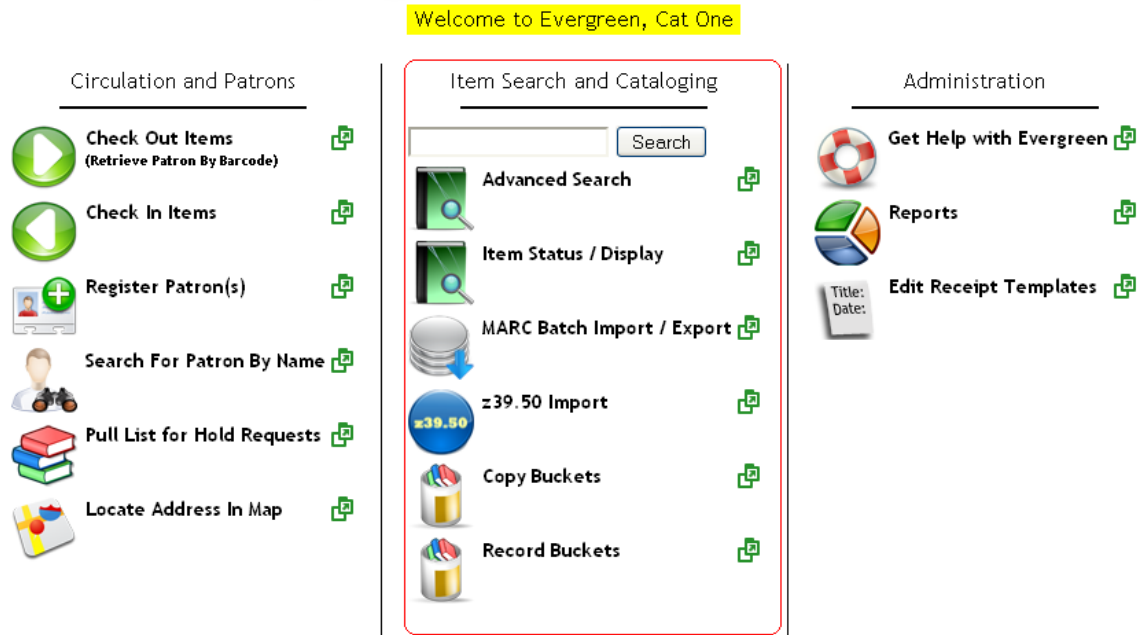 Welcome to Evergreen, Cat One
Circulation and Patrons
Check Out Items
(Retrieve Patron By Barcode)
Check In Items
Register Patron(s)
Search For Patron By Name
Pull List for Hold Requests
Locate Address In Map
Item Search and Cataloging
Search
Advanced Search
Item Status / Display
MARC Batch Import / Export
z39.50
z39.50 Import
Copy Buckets
Record Buckets
Administration
Get Help with Evergreen
Reports
Title:
Date:
Edit Receipt Templates